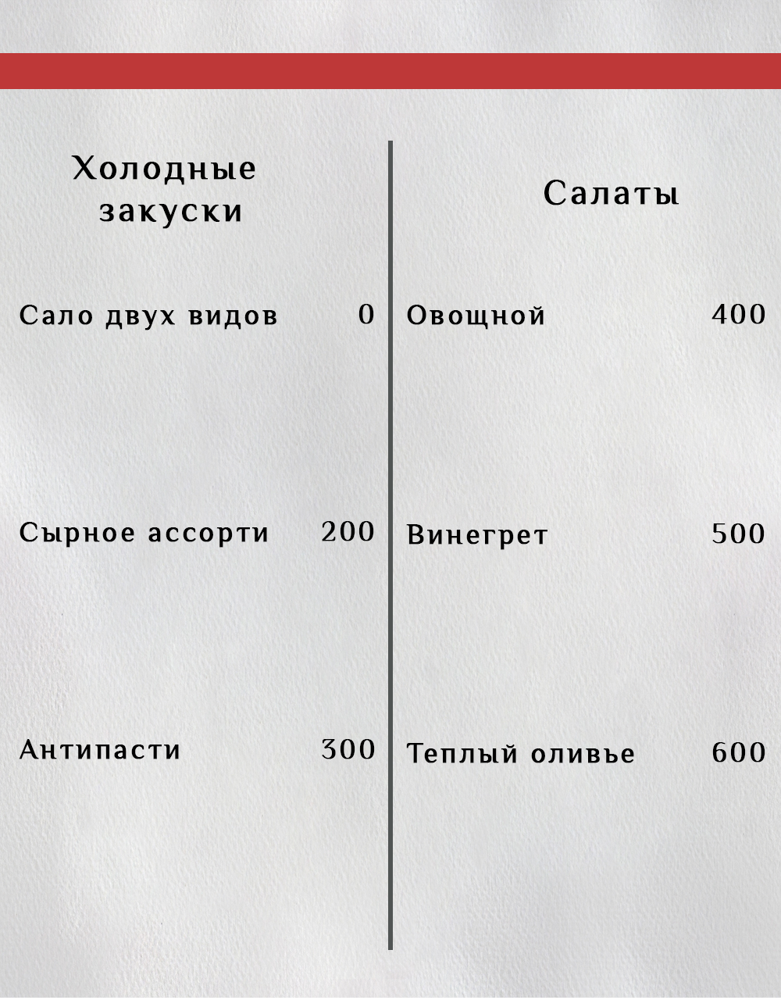 Холодные
закуски
Сало двух видов 0
Сырное ассорти 200
Антипасти 300
Салаты
Овощной 400
Винегрет 500
Теплый оливье 600